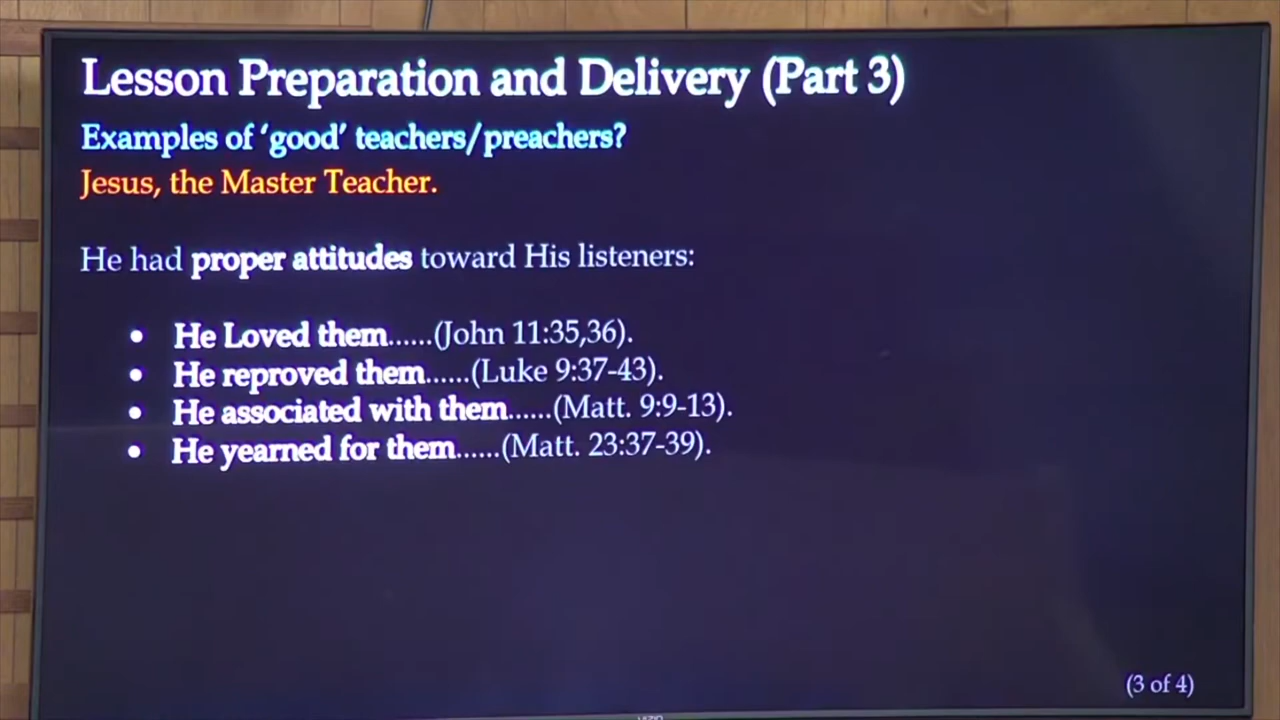 Lesson Preparation and Delivery (Part 3)
Examples of ‘good’ teachers/preachers?
Jesus, the Master Teacher.
He had proper attitudes toward His listeners:
• He Loved them......(John 11:35,36).
• He reproved them......(Luke 9:37-43).
• He associated with them......(Matt. 9:9-13).
• He yearned for them......(Matt. 23:37-39).
(3 of 4)
VIZIO